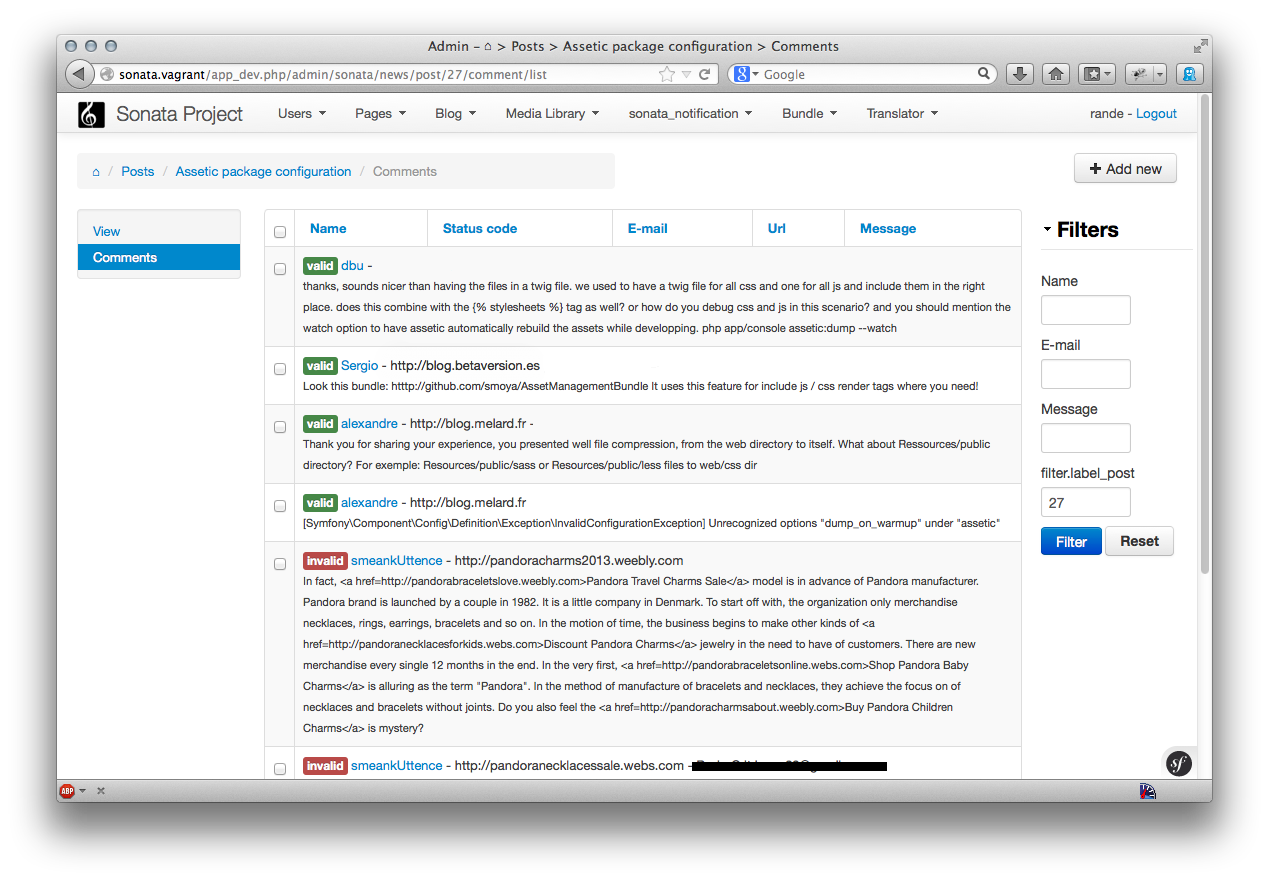 Admin – ⌂ > Posts > Assetic package configuration > Comments
sonata.vagrant/app_dev.php/admin/sonata/news/post/27/comment/list
Google
Sonata Project
Users
Pages
Blog
Media Library
sonata_notification
Bundle
Translator
rande - Logout
⌂ / Posts / Assetic package configuration / Comments
+ Add new
View
Comments
Name
Status code
E-mail
Url
Message
valid dbu -
thanks, sounds nicer than having the files in a twig file. we used to have a twig file for all css and one for all js and include them in the right
place. does this combine with the {% stylesheets %} tag as well? or how do you debug css and js in this scenario? and you should mention the
watch option to have assetic automatically rebuild the assets while developping. php app/console assetic:dump --watch
valid Sergio - http://blog.betaversion.es
Look this bundle: htttp://github.com/smoya/AssetManagementBundle It uses this feature for include js / css render tags where you need!
valid alexandre - http://blog.melard.fr -
Thank you for sharing your experience, you presented well file compression, from the web directory to itself. What about Ressources/public
directory? For exemple: Resources/public/sass or Resources/public/less files to web/css dir
valid alexandre - http://blog.melard.fr
[Symfony\Component\Config\Definition\Exception\InvalidConfigurationException] Unrecognized options "dump_on_warmup" under "assetic"
invalid smeankUttence - http://pandoracharms2013.weebly.com
In fact, <a href=http://pandorabraceletslove.weebly.com>Pandora Travel Charms Sale</a> model is in advance of Pandora manufacturer.
Pandora brand is launched by a couple in 1982. It is a little company in Denmark. To start off with, the organization only merchandise
necklaces, rings, earrings, bracelets and so on. In the motion of time, the business begins to make other kinds of <a
href=http://pandoranecklacesforkids.webs.com>Discount Pandora Charms</a> jewelry in the need to have of customers. There are new
merchandise every single 12 months in the end. In the very first, <a href=http://pandorabraceletsonline.webs.com>Shop Pandora Baby
Charms</a> is alluring as the term "Pandora". In the method of manufacture of bracelets and necklaces, they achieve the focus on of
necklaces and bracelets without joints. Do you also feel the <a href=http://pandoracharmsabout.weebly.com>Buy Pandora Children
Charms</a> is mystery?
invalid smeankUttence - http://pandoranecklacessale.webs.com -
Filters
Name
E-mail
Message
filter.label_post
27
Filter
Reset
sf
ABP